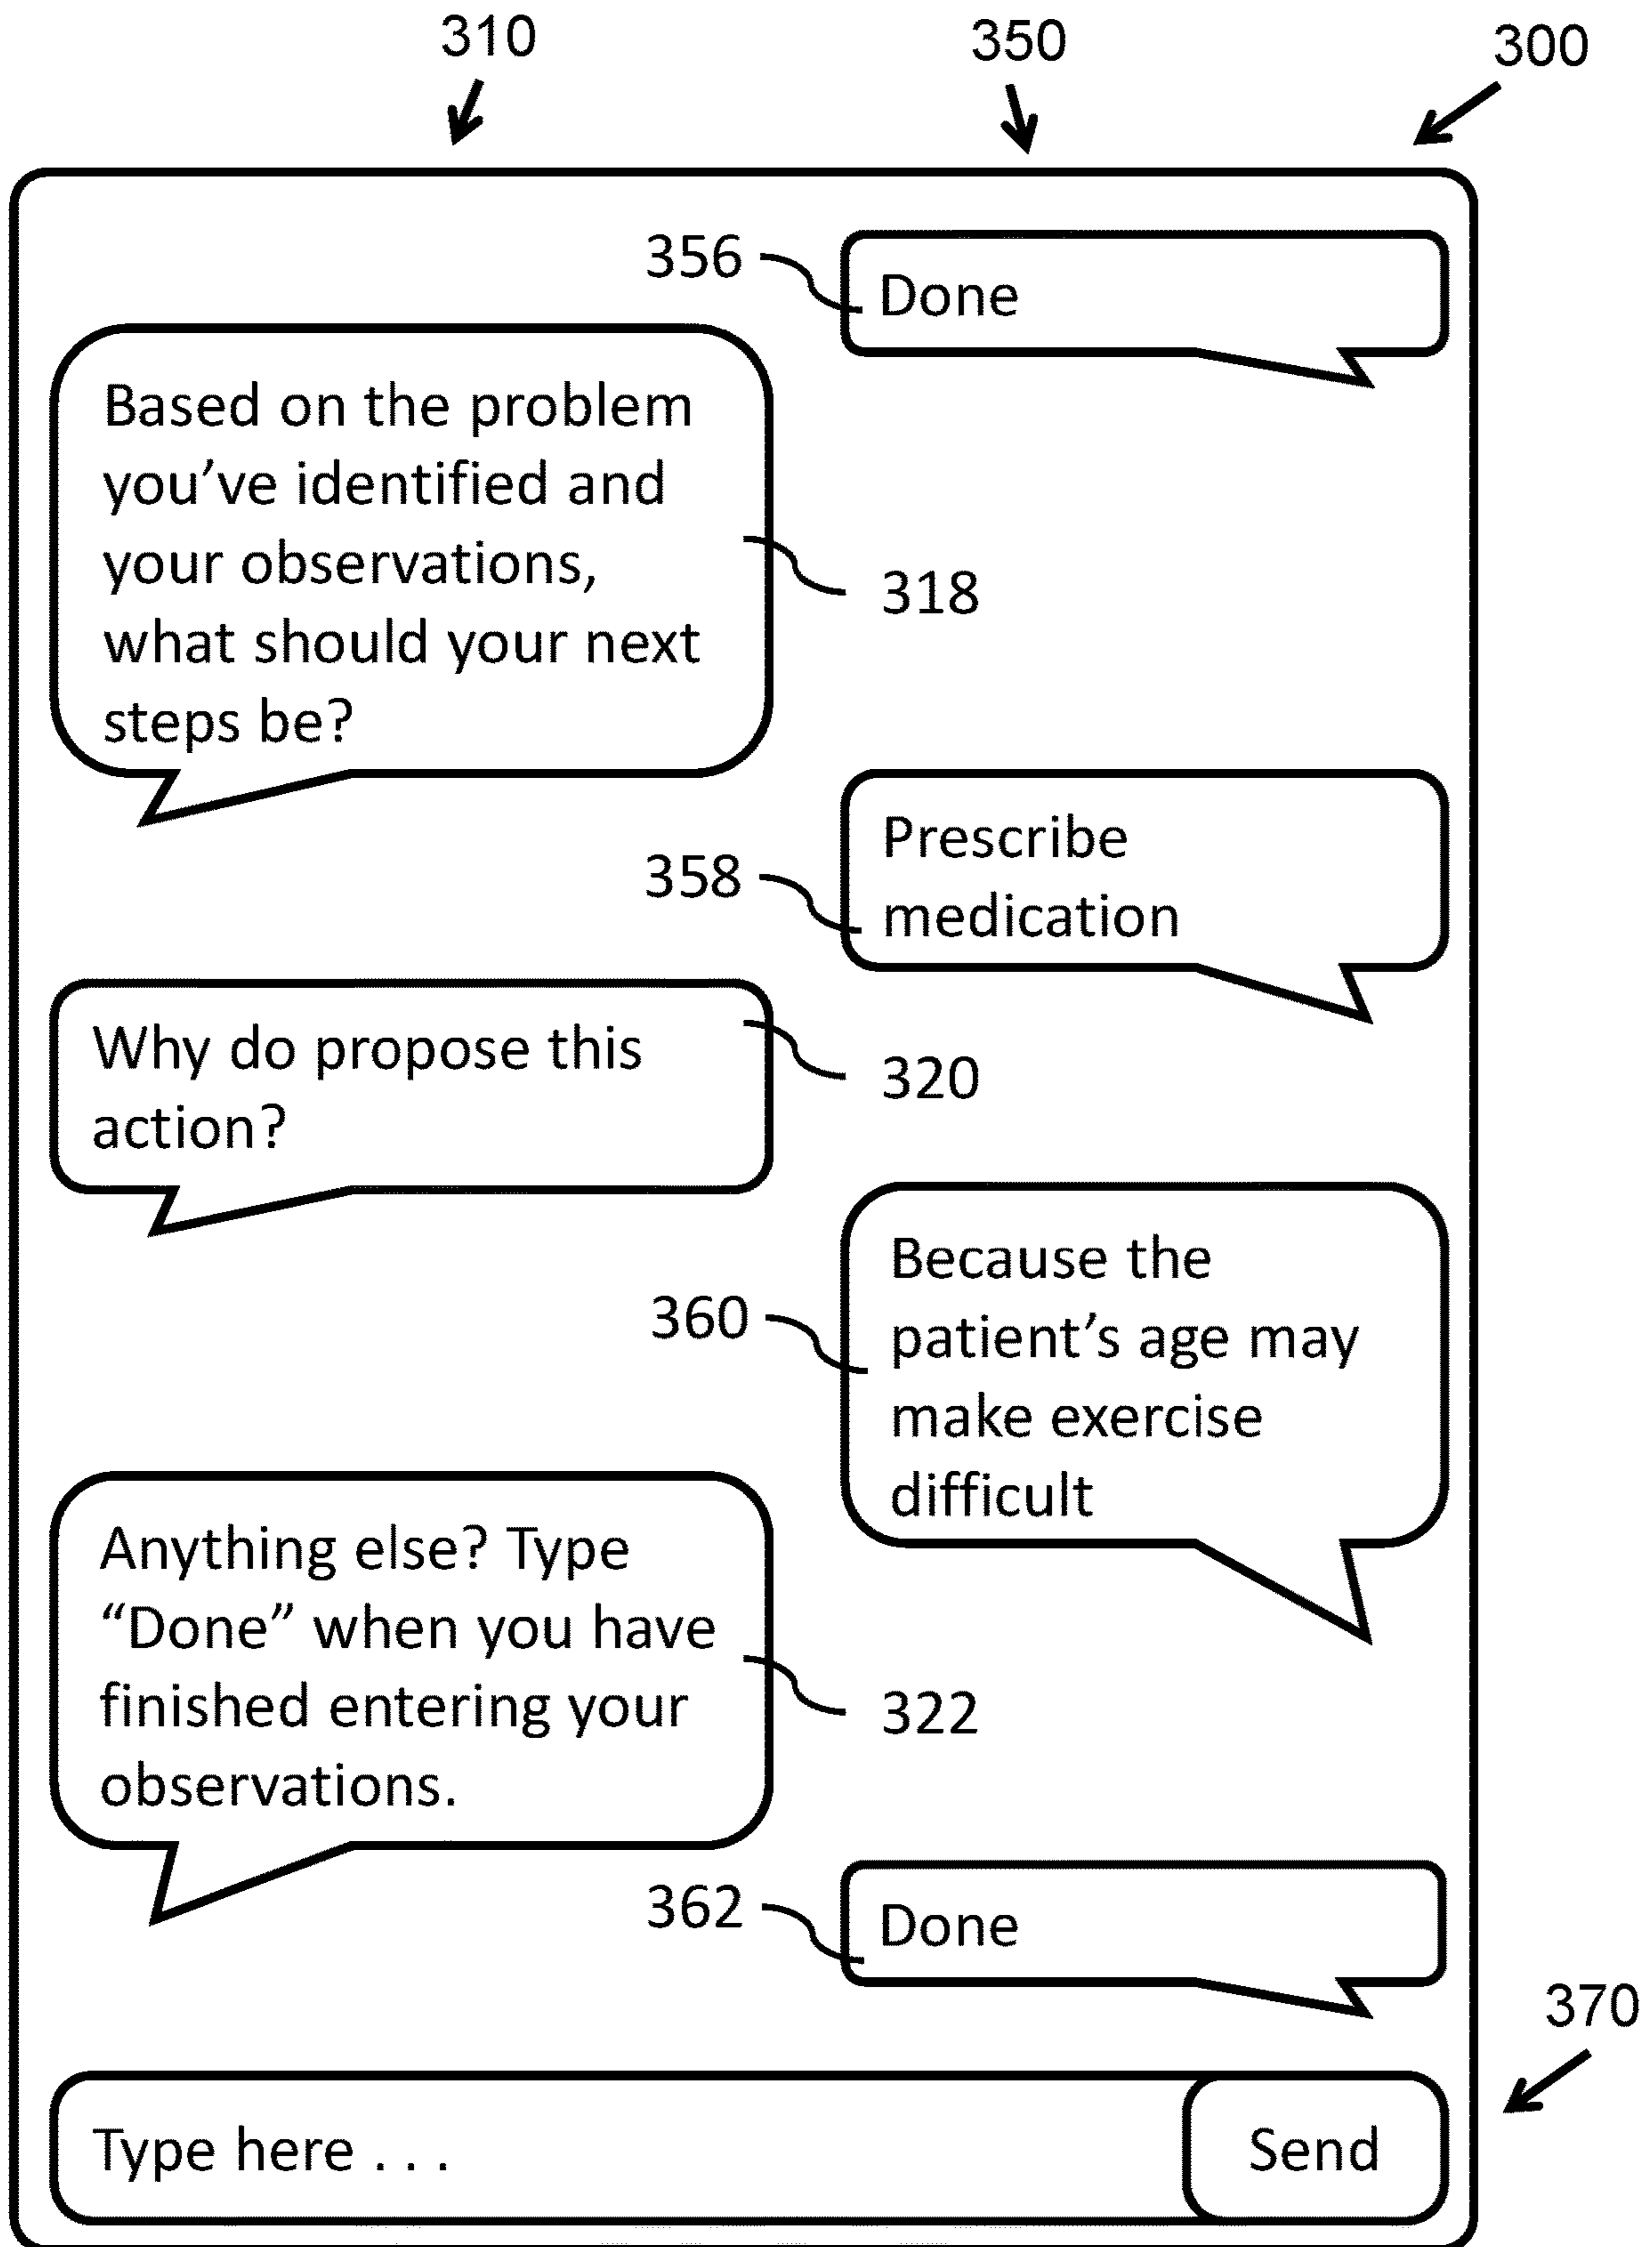 310
350
300
356
Done
Based on the problem
you’ve identified and
your observations,
what should your next
steps be?
318
Prescribe
medication
358
Why do propose this
action?
320
Because the
patient’s age may
make exercise
difficult
360
Anything else? Type
“Done” when you have
finished entering your
observations.
322
362
Done
370
Type here . . .
Send